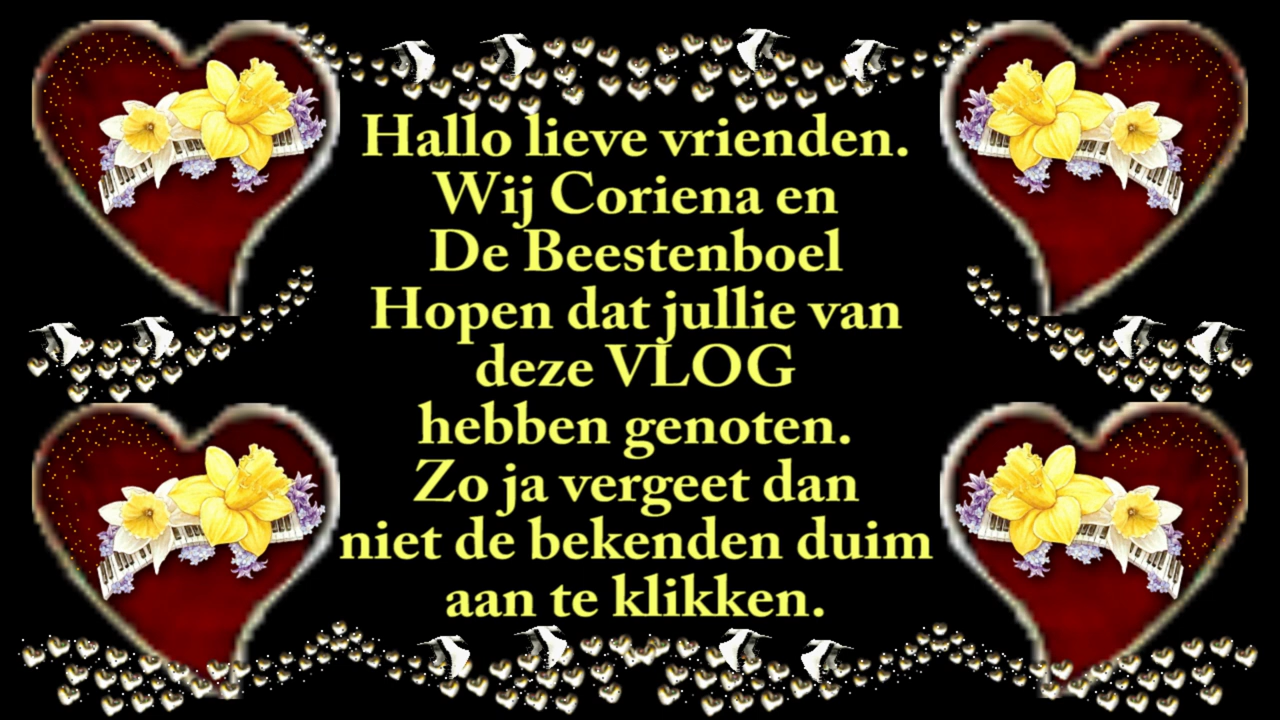 Hallo lieve vrienden.
Wij Coriena en
De Beestenboel
Hopen dat jullie van
deze VLOG
hebben genoten.
Zo ja vergeet dan
niet de bekenden duim
aan te klikken.